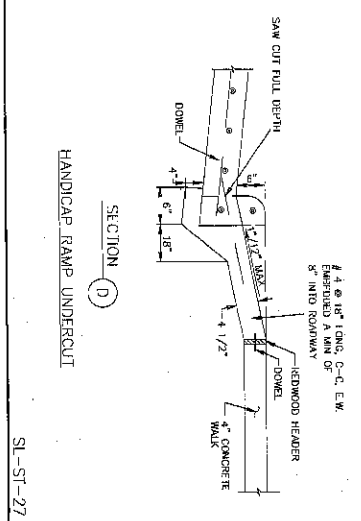 # 4 @ 18" LONG, C-C, E.W.
EMBEDDED A MIN OF
8" INTO ROADWAY
SAW CUT FULL DEPTH
DOWEL
6"
1"/12" MAX
REDWOOD HEADER
DOWEL
4"
6"
18"
4 1/2"
4" CONCRETE
WALK
SECTION D
HANDICAP RAMP UNDERCUT
SL-ST-27